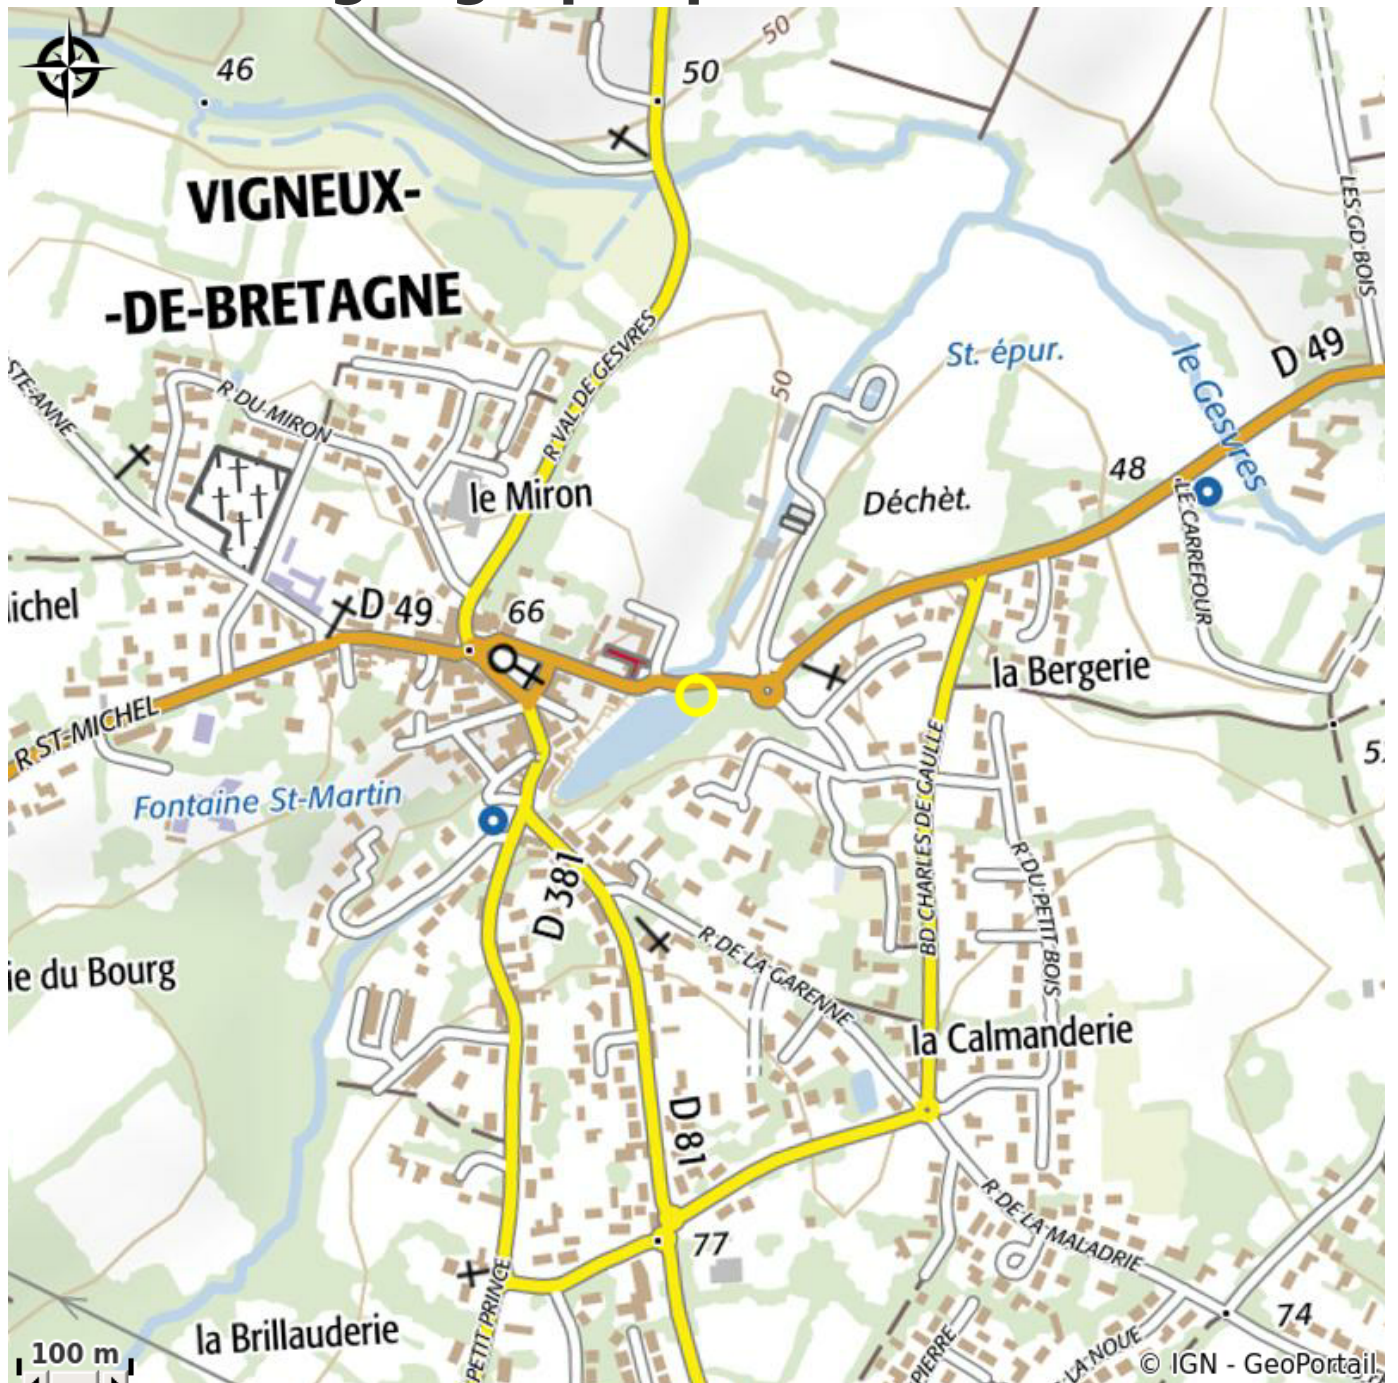 46
50
50
VIGNEUX-
-DE-BRETAGNE
LES GD BOIS
R VAL DE GESVRES
St. épur.
le Gesvres
D 49
STE-ANNE
R DU MIRON
50
le Miron
Déchèt.
48
LE CARREFOUR
ichel
D 49
66
la Bergerie
R ST-MICHEL
BD CHARLES DE GAULLE
Fontaine St-Martin
D 381
R DU PETIT BOIS
R DE LA GARENNE
ie du Bourg
la Calmanderie
D 81
R DE LA MALADRIE
77
PETIT PRINCE
74
la Brillauderie
PIERRE
LA NOUE
100 m
© IGN - GeoPortail